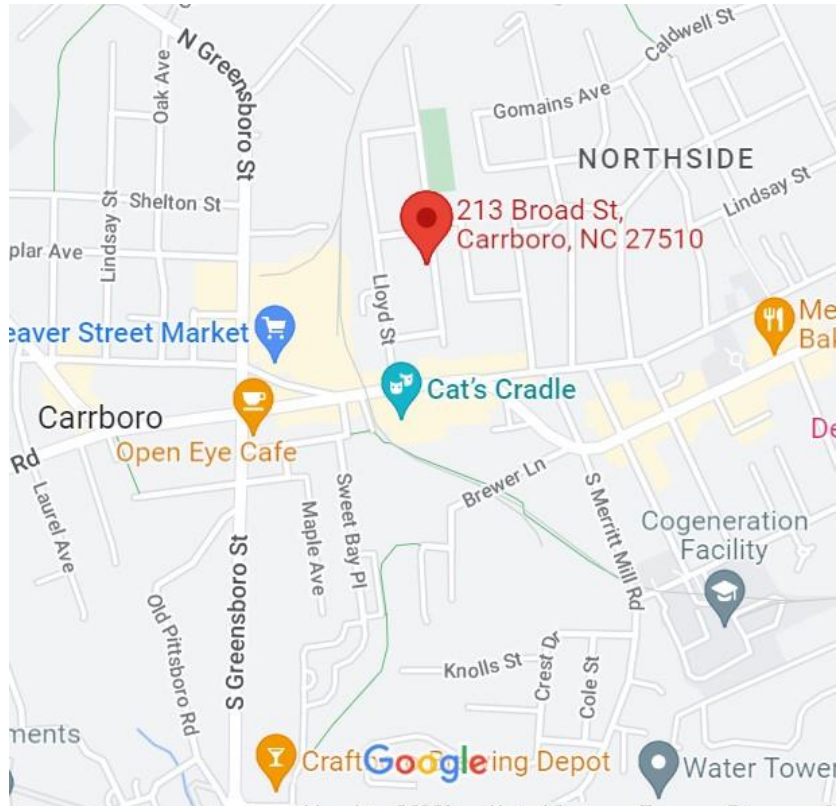 Caldwell St
N Greensboro St
Oak Ave
Gomains Ave
NORTHSIDE
Lindsay St
Shelton St
Lindsay St
213 Broad St,
Carrboro, NC 27510
plar Ave
Lloyd St
eaver Street Market
Me
Bak
Cat's Cradle
Carrboro
Open Eye Cafe
De
Rd
Brewer Ln
Laurel Ave
Maple Ave
Sweet Bay Pl
S Merritt Mill Rd
Cogeneration
Facility
S Greensboro St
Old Pittsboro Rd
Knolls St
Crest Dr
Cole St
ments
Google
Depot
Water Tower